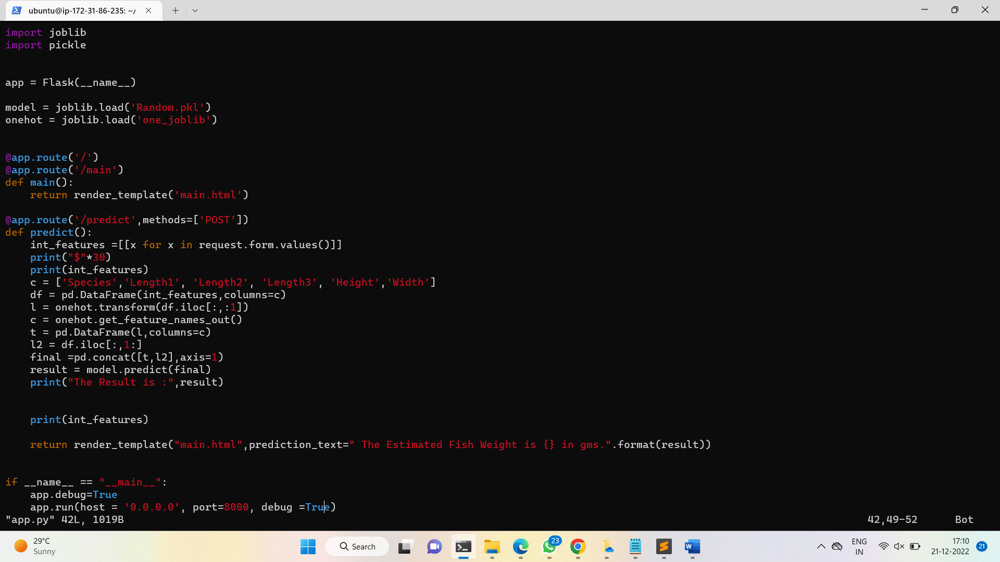 ubuntu@ip-172-31-86-235: ~/
import joblib
import pickle
app = Flask(__name__)
model = joblib.load('Random.pkl')
onehot = joblib.load('one_joblib')
@app.route('/')
@app.route('/main')
def main():
    return render_template('main.html')
@app.route('/predict',methods=['POST'])
def predict():
    int_features =[[x for x in request.form.values()]]
    print("$"*30)
    print(int_features)
    c = ['Species','Length1', 'Length2', 'Length3', 'Height','Width']
    df = pd.DataFrame(int_features,columns=c)
    l = onehot.transform(df.iloc[:,:1])
    c = onehot.get_feature_names_out()
    t = pd.DataFrame(l,columns=c)
    l2 = df.iloc[:,1:]
    final =pd.concat([t,l2],axis=1)
    result = model.predict(final)
    print("The Result is :",result)
    print(int_features)
    return render_template("main.html",prediction_text=" The Estimated Fish Weight is {} in gms.".format(result))
if __name__ == "__main__":
    app.debug=True
    app.run(host = '0.0.0.0', port=8000, debug =True)
"app.py" 42L, 1019B 42,49-52 Bot
29°C
Sunny
Search
23
W
ENG
IN
17:10
21-12-2022
21